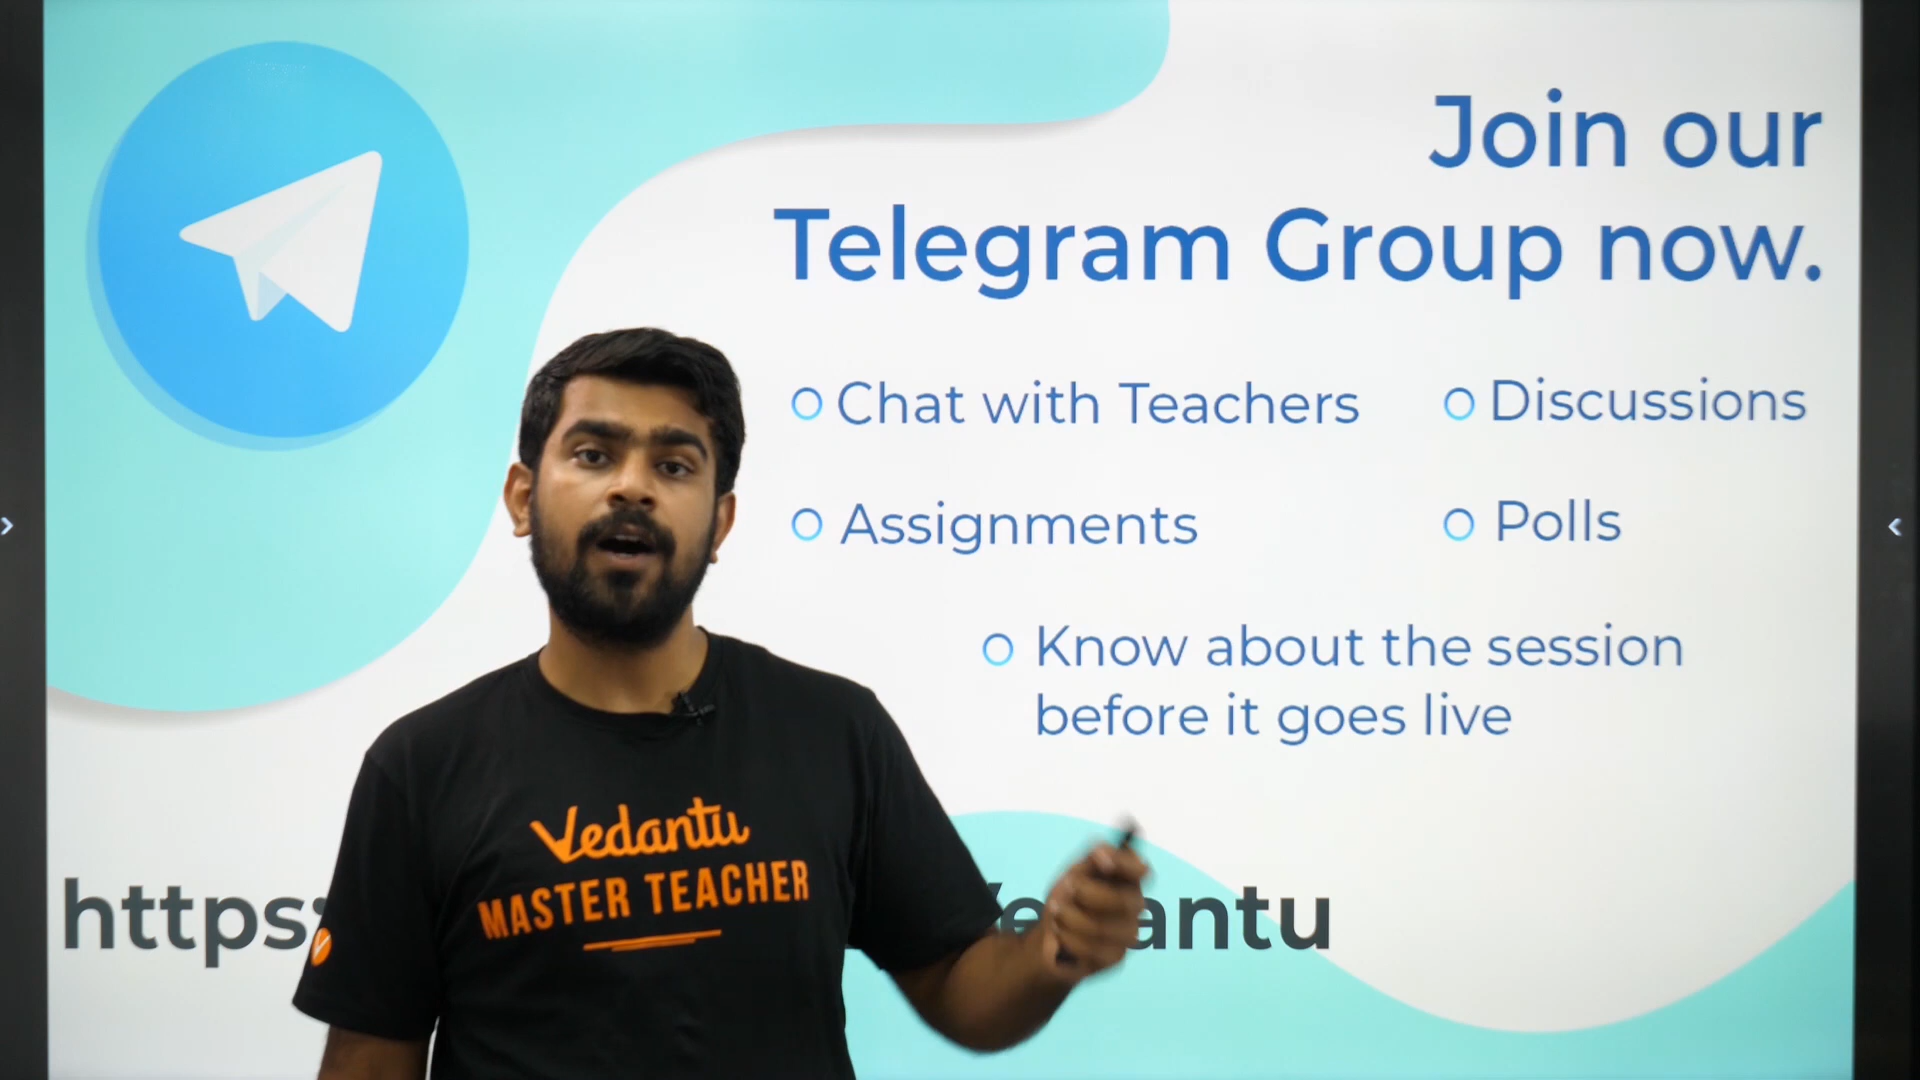 Join our
Telegram Group now.
Chat with Teachers
Discussions
Assignments
Polls
Know about the session
before it goes live
https:
antu
Vedantu
MASTER TEACHER